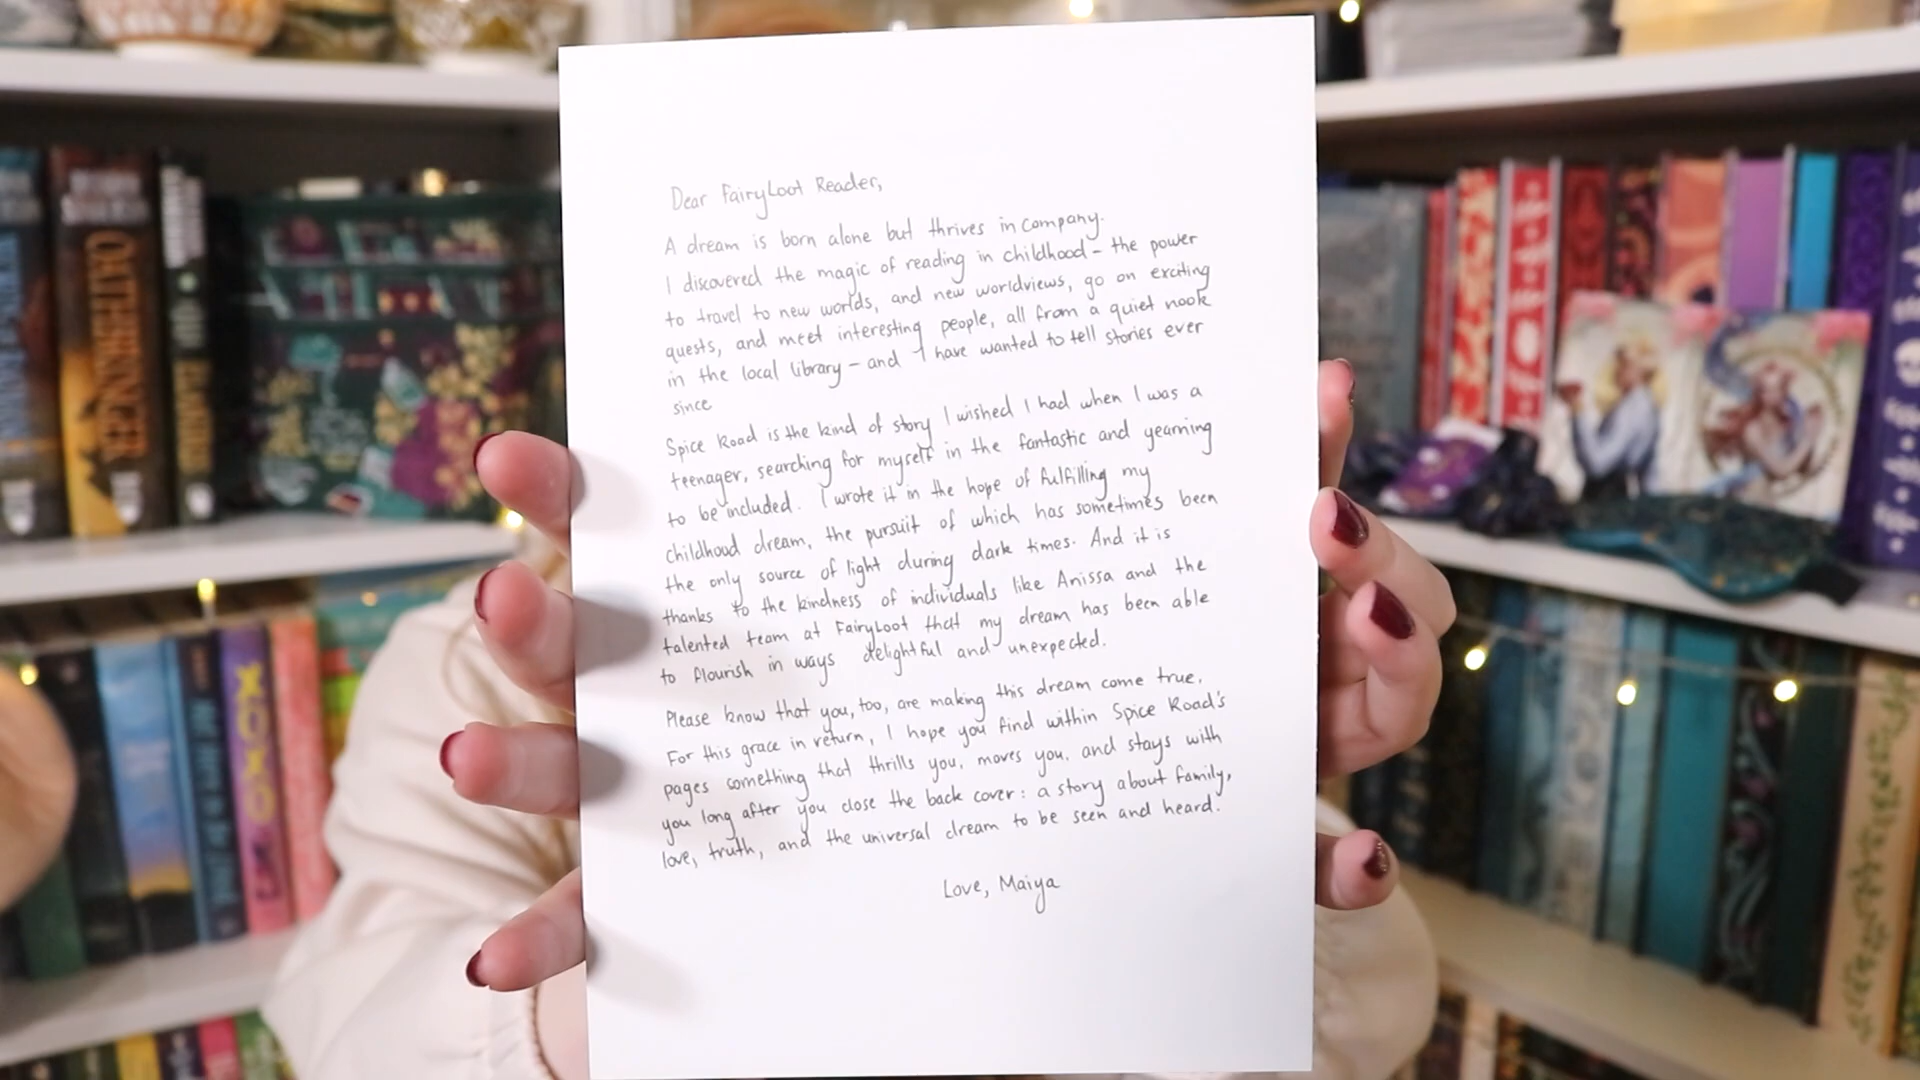 Dear FairyLoot Reader,
A dream is born alone but thrives in company.
I discovered the magic of reading in childhood – the power
to travel to new worlds, and new worldviews, go on exciting
quests, and meet interesting people, all from a quiet nook
in the local library – and I have wanted to tell stories ever
since
Spice Road is the kind of story I wished I had when I was a
teenager, searching for myself in the fantastic and yearning
to be included. I wrote it in the hope of fulfilling my
childhood dream, the pursuit of which has sometimes been
the only source of light during dark times. And it is
thanks to the kindness of individuals like Anissa and the
talented team at FairyLoot that my dream has been able
to flourish in ways delightful and unexpected.
Please know that you, too, are making this dream come true.
For this grace in return, I hope you find within Spice Road's
pages something that thrills you, moves you, and stays with
you long after you close the back cover: a story about family,
love, truth, and the universal dream to be seen and heard.
Love, Maiya
OATHBRINGER
XOXO